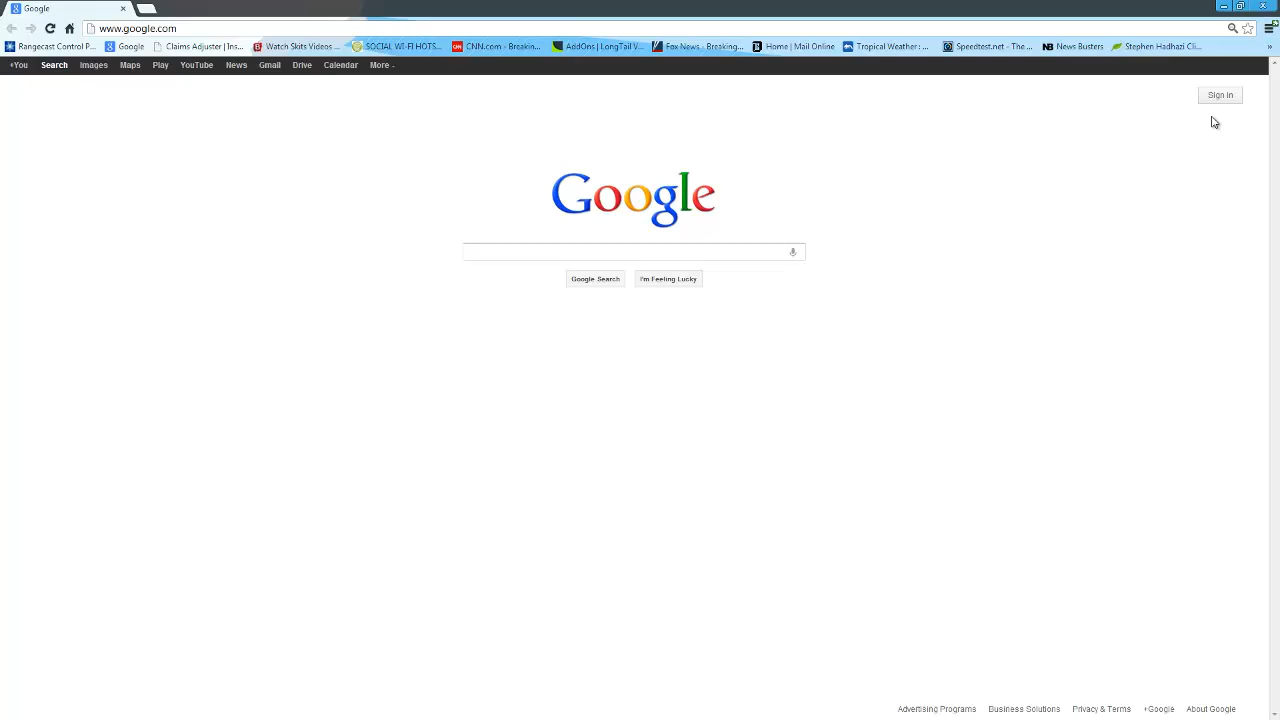 Google
www.google.com
Rangecast Control P... Google Claims Adjuster | Ins... Watch Skits Videos ... SOCIAL WI-FI HOTS... CNN.com - Breakin... AddOns | LongTail V... Fox News - Breaking... Home | Mail Online Tropical Weather : ... Speedtest.net - The ... News Busters Stephen Hadhazi Cli...
+You Search Images Maps Play YouTube News Gmail Drive Calendar More
Sign in
Google
Google Search I'm Feeling Lucky
Advertising Programs Business Solutions Privacy & Terms +Google About Google